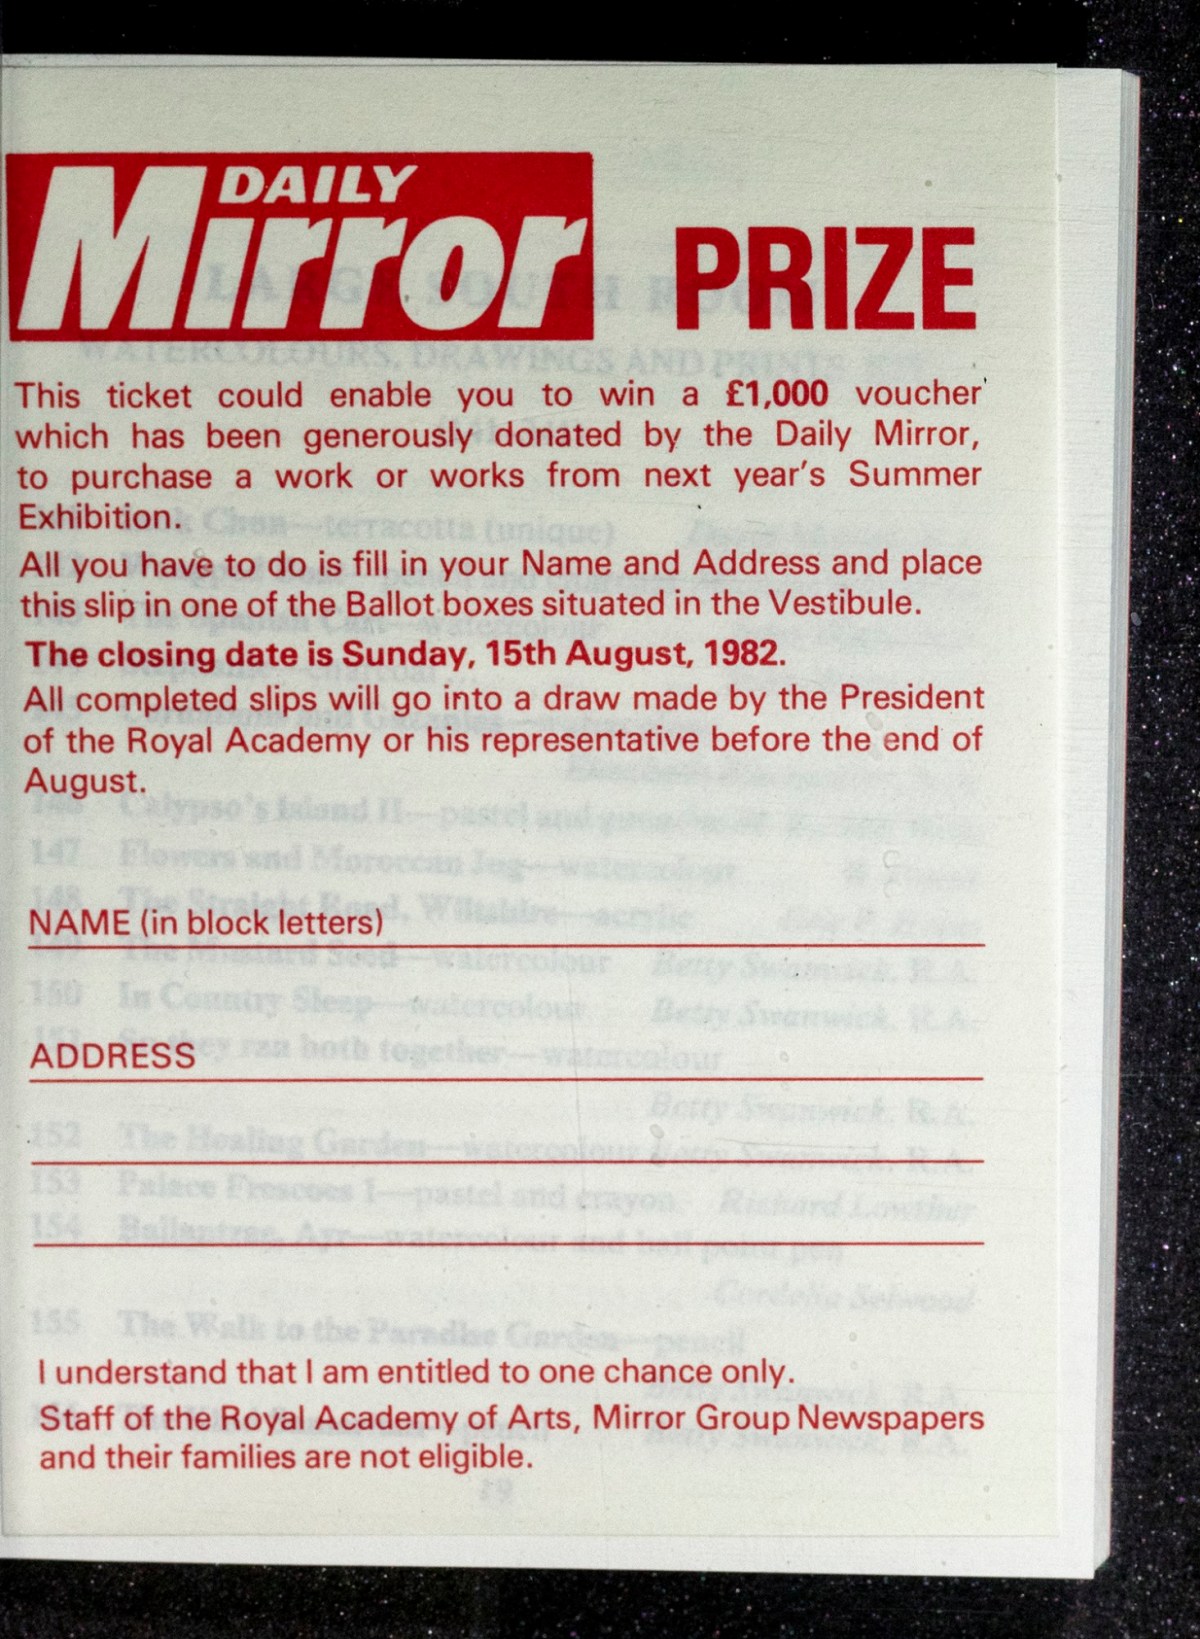 DAILY
Mirror PRIZE
This ticket could enable you to win a £1,000 voucher
which has been generously donated by the Daily Mirror,
to purchase a work or works from next year's Summer
Exhibition.
All you have to do is fill in your Name and Address and place
this slip in one of the Ballot boxes situated in the Vestibule.
The closing date is Sunday, 15th August, 1982.
All completed slips will go into a draw made by the President
of the Royal Academy or his representative before the end of
August.
NAME (in block letters)
ADDRESS
I understand that I am entitled to one chance only.
Staff of the Royal Academy of Arts, Mirror Group Newspapers
and their families are not eligible.